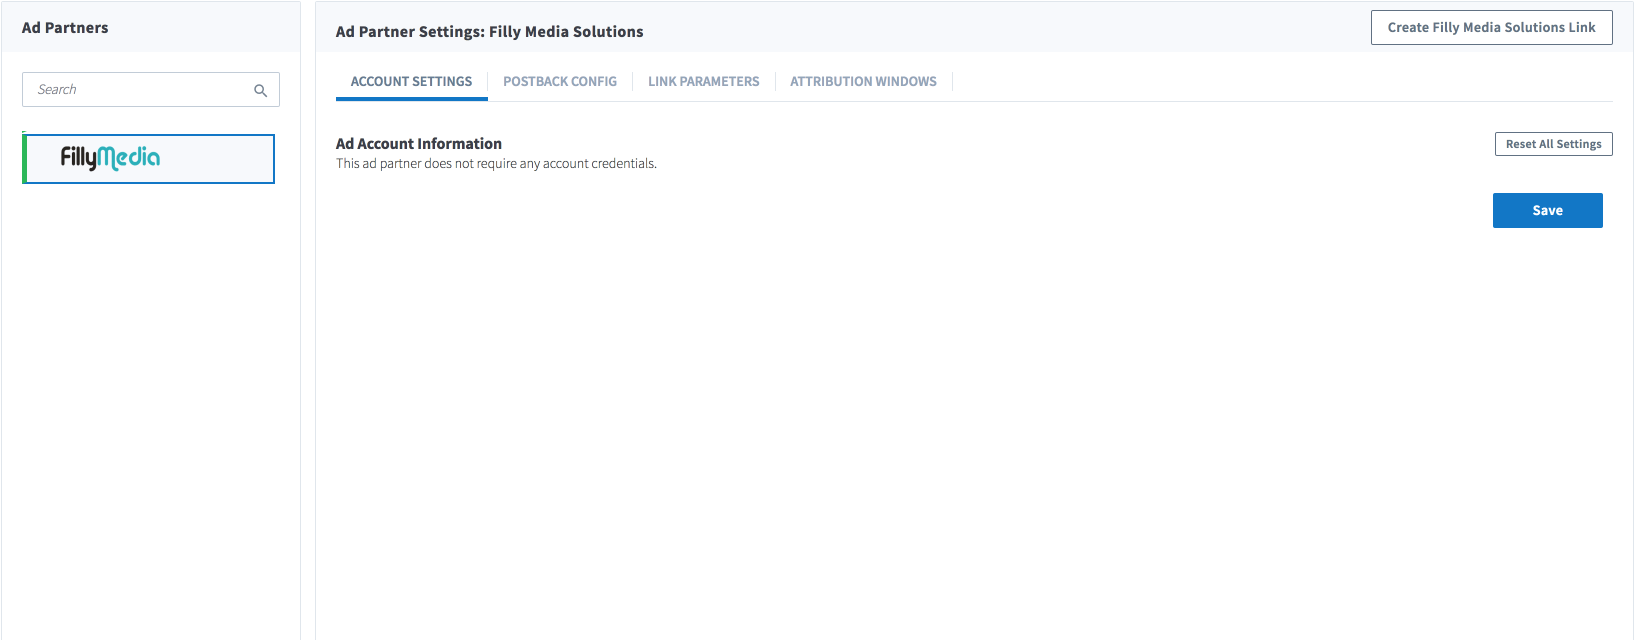 Ad Partners
Search
FillyMedia
Ad Partner Settings: Filly Media Solutions
Create Filly Media Solutions Link
ACCOUNT SETTINGS
POSTBACK CONFIG
LINK PARAMETERS
ATTRIBUTION WINDOWS
Ad Account Information
Reset All Settings
This ad partner does not require any account credentials.
Save